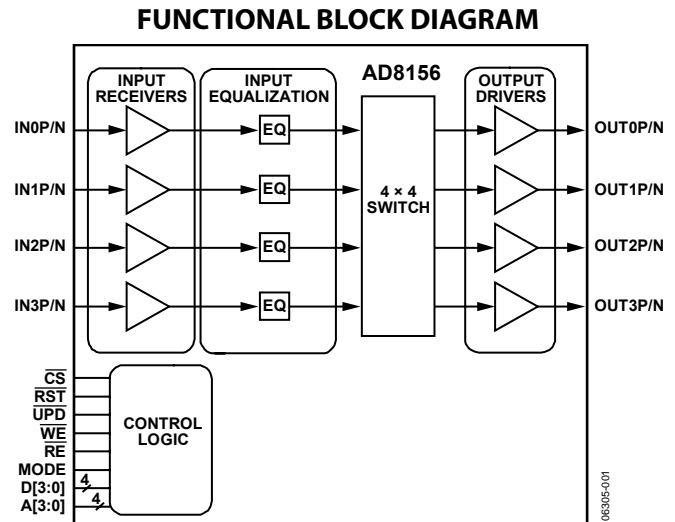 FUNCTIONAL BLOCK DIAGRAM
INPUT
RECEIVERS
INPUT
EQUALIZATION
AD8156
OUTPUT
DRIVERS
IN0P/N
EQ
OUT0P/N
IN1P/N
EQ
4 × 4
SWITCH
OUT1P/N
IN2P/N
EQ
OUT2P/N
IN3P/N
EQ
OUT3P/N
CS
RST
UPD
WE
RE
MODE
D[3:0]
4
A[3:0]
4
CONTROL
LOGIC
06305-001